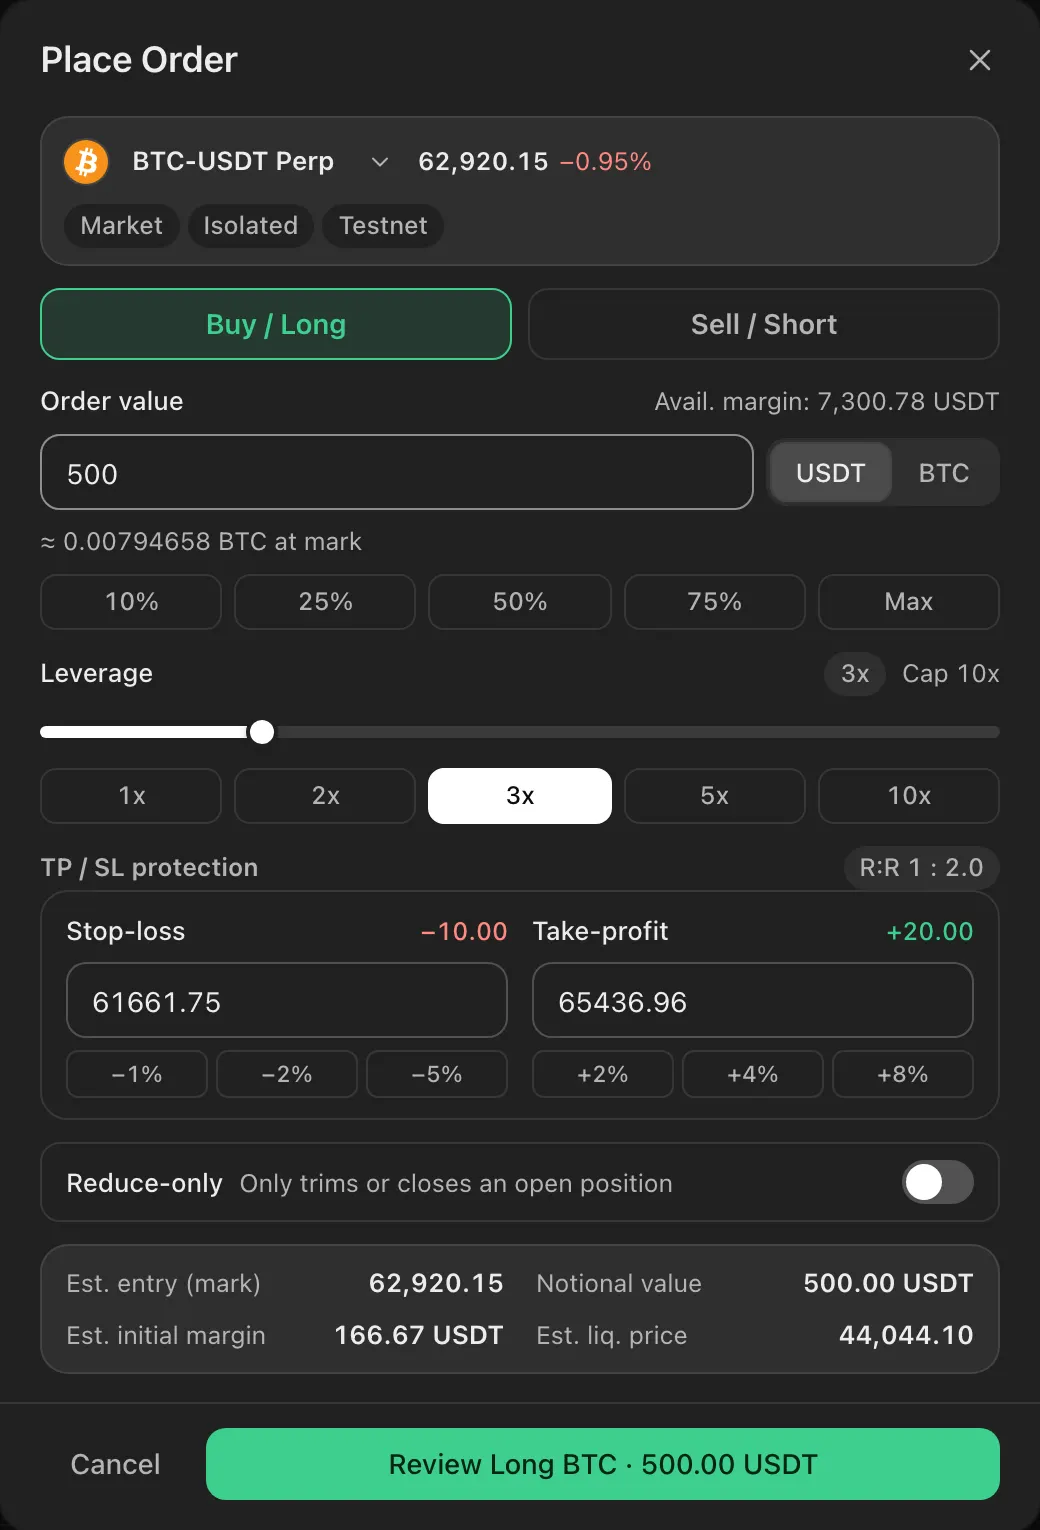 Place Order
BTC-USDT Perp 62,920.15 −0.95%
Market Isolated Testnet
Buy / Long Sell / Short
Order value Avail. margin: 7,300.78 USDT
500 USDT BTC
≈ 0.00794658 BTC at mark
10% 25% 50% 75% Max
Leverage 3x Cap 10x
1x 2x 3x 5x 10x
TP / SL protection R:R 1 : 2.0
Stop-loss −10.00 Take-profit +20.00
61661.75 65436.96
−1% −2% −5% +2% +4% +8%
Reduce-only Only trims or closes an open position
Est. entry (mark) 62,920.15 Notional value 500.00 USDT
Est. initial margin 166.67 USDT Est. liq. price 44,044.10
Cancel Review Long BTC · 500.00 USDT